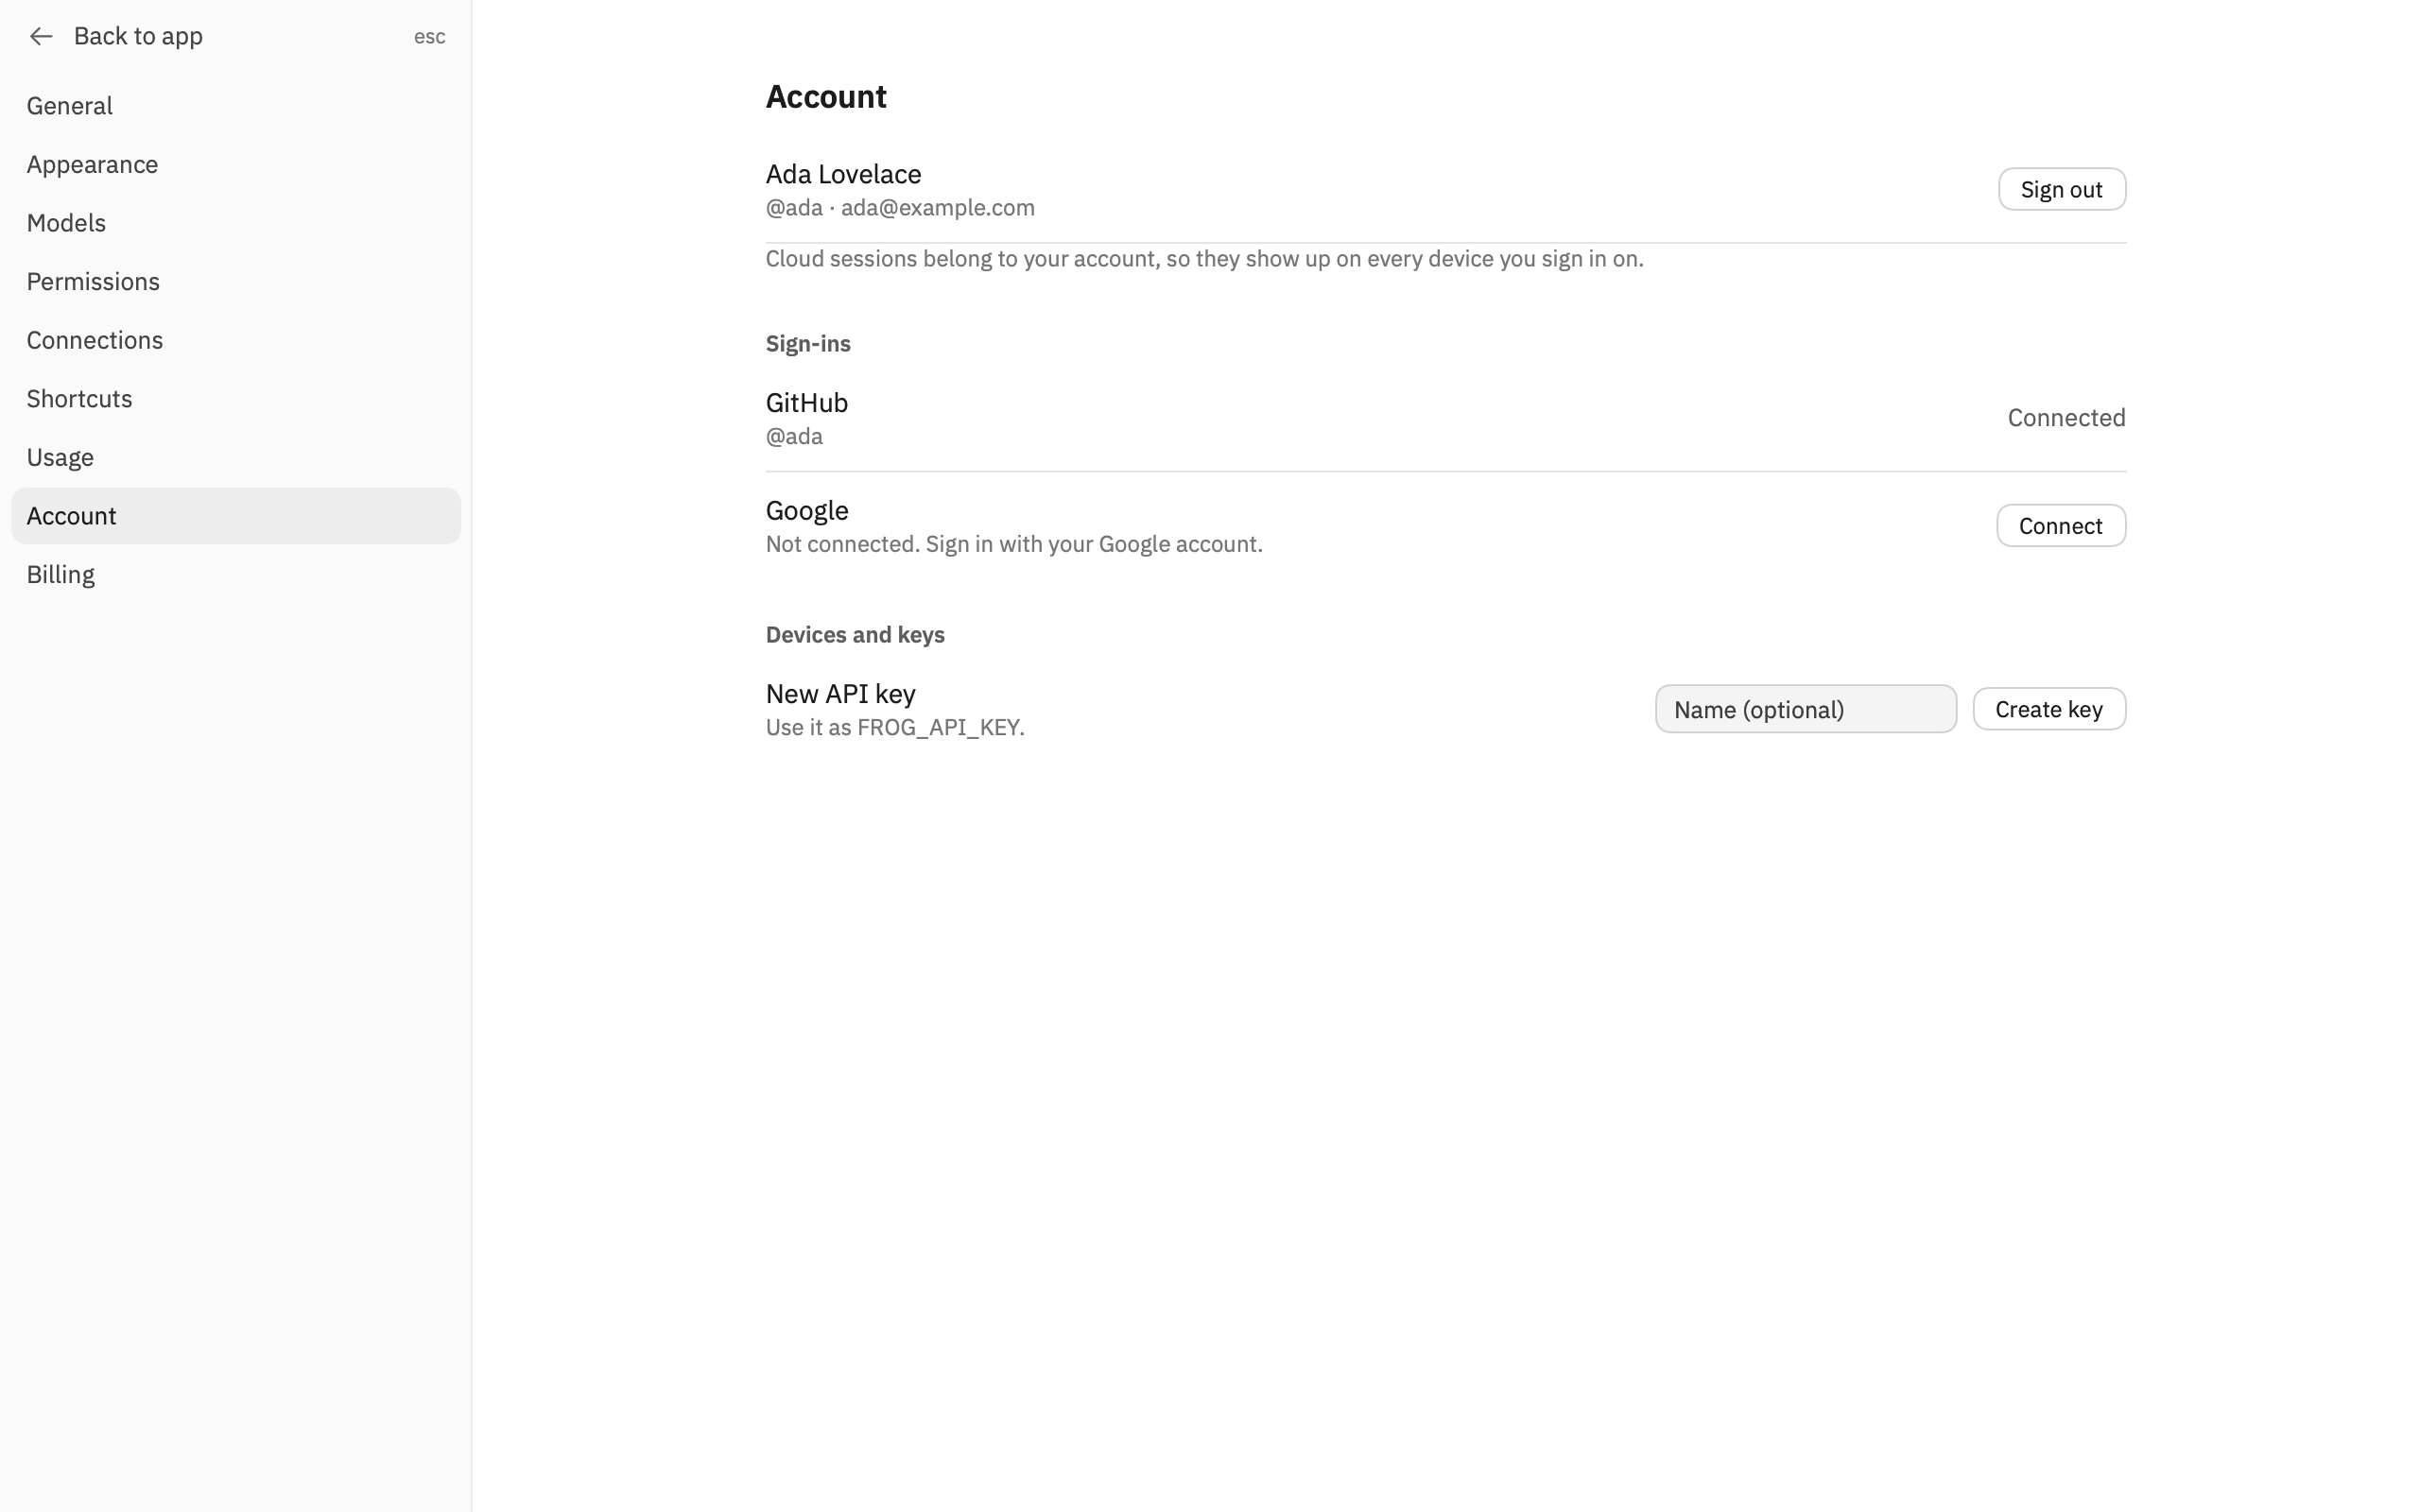 Back to app esc
General
Appearance
Models
Permissions
Connections
Shortcuts
Usage
Account
Billing
Account
Ada Lovelace
@ada · ada@example.com
Sign out
Cloud sessions belong to your account, so they show up on every device you sign in on.
Sign-ins
GitHub
@ada
Connected
Google
Not connected. Sign in with your Google account.
Connect
Devices and keys
New API key
Use it as FROG_API_KEY.
Name (optional)
Create key